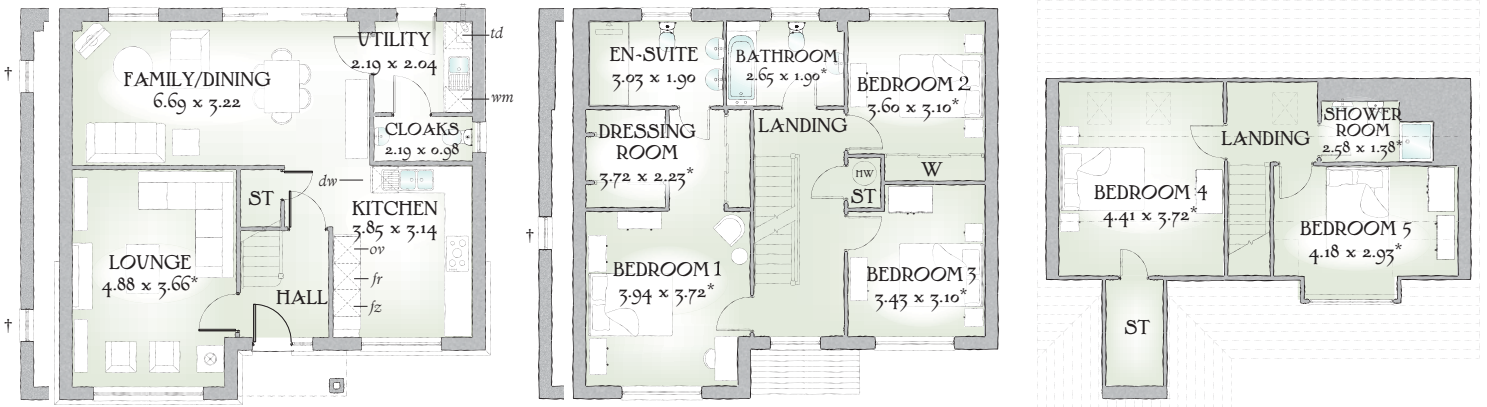 UTILITY
2.19 x 2.04
td
FAMILY/DINING
6.69 x 3.22
wm
CLOAKS
2.19 x 0.98
dw
ST
KITCHEN
3.85 x 3.14
LOUNGE
4.88 x 3.66*
ov
fr
fz
HALL
†
†
EN-SUITE
3.03 x 1.90
BATHROOM
2.65 x 1.90*
BEDROOM 2
3.60 x 3.10*
DRESSING
ROOM
3.72 x 2.23*
LANDING
W
HW
ST
†
BEDROOM 1
3.94 x 3.72*
BEDROOM 3
3.43 x 3.10*
SHOWER
ROOM
2.58 x 1.38*
LANDING
BEDROOM 4
4.41 x 3.72*
BEDROOM 5
4.18 x 2.93*
ST